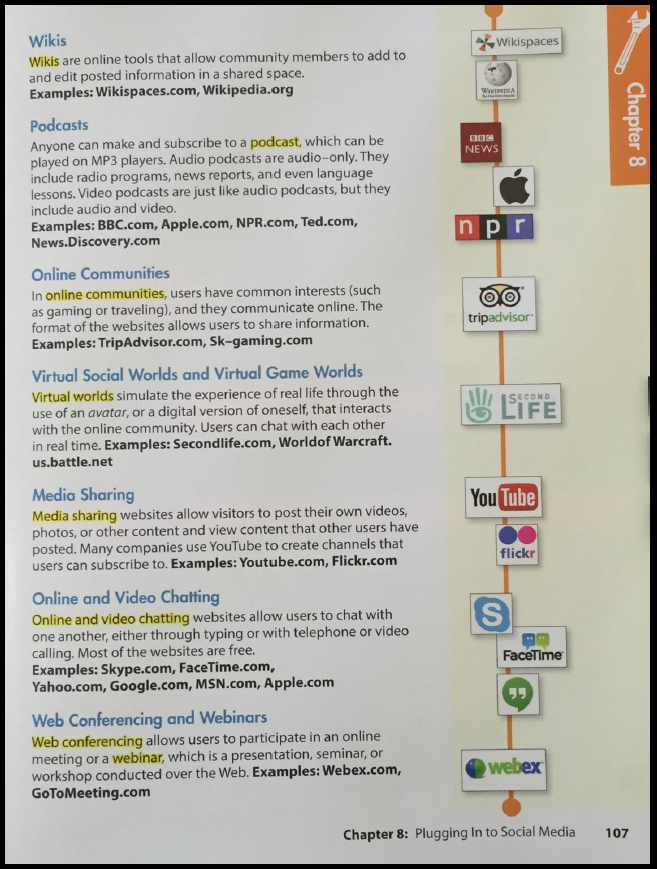 Wikis
Wikis are online tools that allow community members to add to
and edit posted information in a shared space.
Examples: Wikispaces.com, Wikipedia.org
Podcasts
Anyone can make and subscribe to a podcast, which can be
played on MP3 players. Audio podcasts are audio–only. They
include radio programs, news reports, and even language
lessons. Video podcasts are just like audio podcasts, but they
include audio and video.
Examples: BBC.com, Apple.com, NPR.com, Ted.com,
News.Discovery.com
Online Communities
In online communities, users have common interests (such
as gaming or traveling), and they communicate online. The
format of the websites allows users to share information.
Examples: TripAdvisor.com, Sk–gaming.com
Virtual Social Worlds and Virtual Game Worlds
Virtual worlds simulate the experience of real life through the
use of an avatar, or a digital version of oneself, that interacts
with the online community. Users can chat with each other
in real time. Examples: Secondlife.com, WorldofWarcraft.
us.battle.net
Media Sharing
Media sharing websites allow visitors to post their own videos,
photos, or other content and view content that other users have
posted. Many companies use YouTube to create channels that
users can subscribe to. Examples: Youtube.com, Flickr.com
Online and Video Chatting
Online and video chatting websites allow users to chat with
one another, either through typing or with telephone or video
calling. Most of the websites are free.
Examples: Skype.com, FaceTime.com,
Yahoo.com, Google.com, MSN.com, Apple.com
Web Conferencing and Webinars
Web conferencing allows users to participate in an online
meeting or a webinar, which is a presentation, seminar, or
workshop conducted over the Web. Examples: Webex.com,
GoToMeeting.com
Wikispaces
WIKIPEDIA
BBC
NEWS
npr
tripadvisor
SECOND
LIFE
YouTube
flickr
S
FaceTime
webex
Chapter 8
Chapter 8: Plugging In to Social Media 107